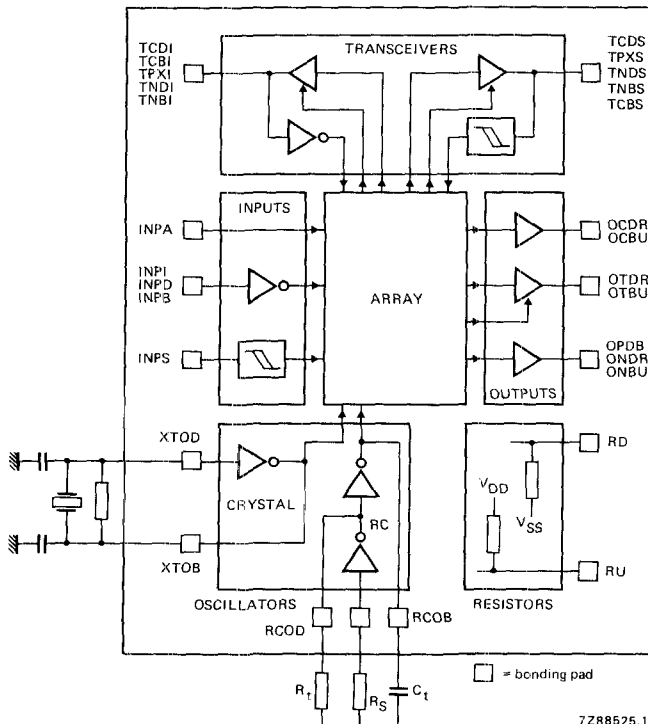 TRANSCEIVERS
TCDI
TCBI
TPXI
TNDI
TNBI
TCDS
TPXS
TNDS
TNBS
TCBS
INPUTS
INPA
INPI
INPD
INPB
INPS
ARRAY
OCDR
OCBU
OTDR
OTBU
OPDB
ONDR
ONBU
OUTPUTS
XTOD
CRYSTAL
RC
XTOB
OSCILLATORS
RCOD
RCOB
RD
VDD
VSS
RU
RESISTORS
Rt
RS
Ct
= bonding pad
7Z88525.1